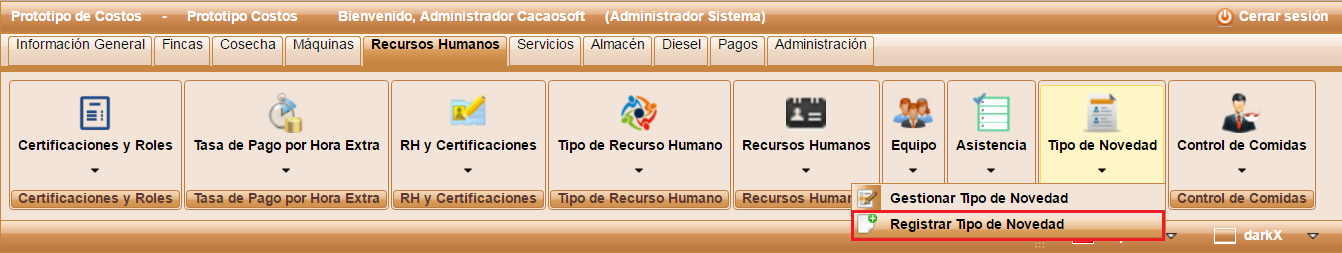 Prototipo de Costos - Prototipo Costos Bienvenido, Administrador Cacaosoft (Administrador Sistema) Cerrar sesión
Información General Fincas Cosecha Máquinas Recursos Humanos Servicios Almacén Diesel Pagos Administración
Certificaciones y Roles Tasa de Pago por Hora Extra RH y Certificaciones Tipo de Recurso Humano Recursos Humanos Equipo Asistencia Tipo de Novedad Control de Comidas
Certificaciones y Roles Tasa de Pago por Hora Extra RH y Certificaciones Tipo de Recurso Humano Recursos Human Control de Comidas
Gestionar Tipo de Novedad
Registrar Tipo de Novedad
darkX